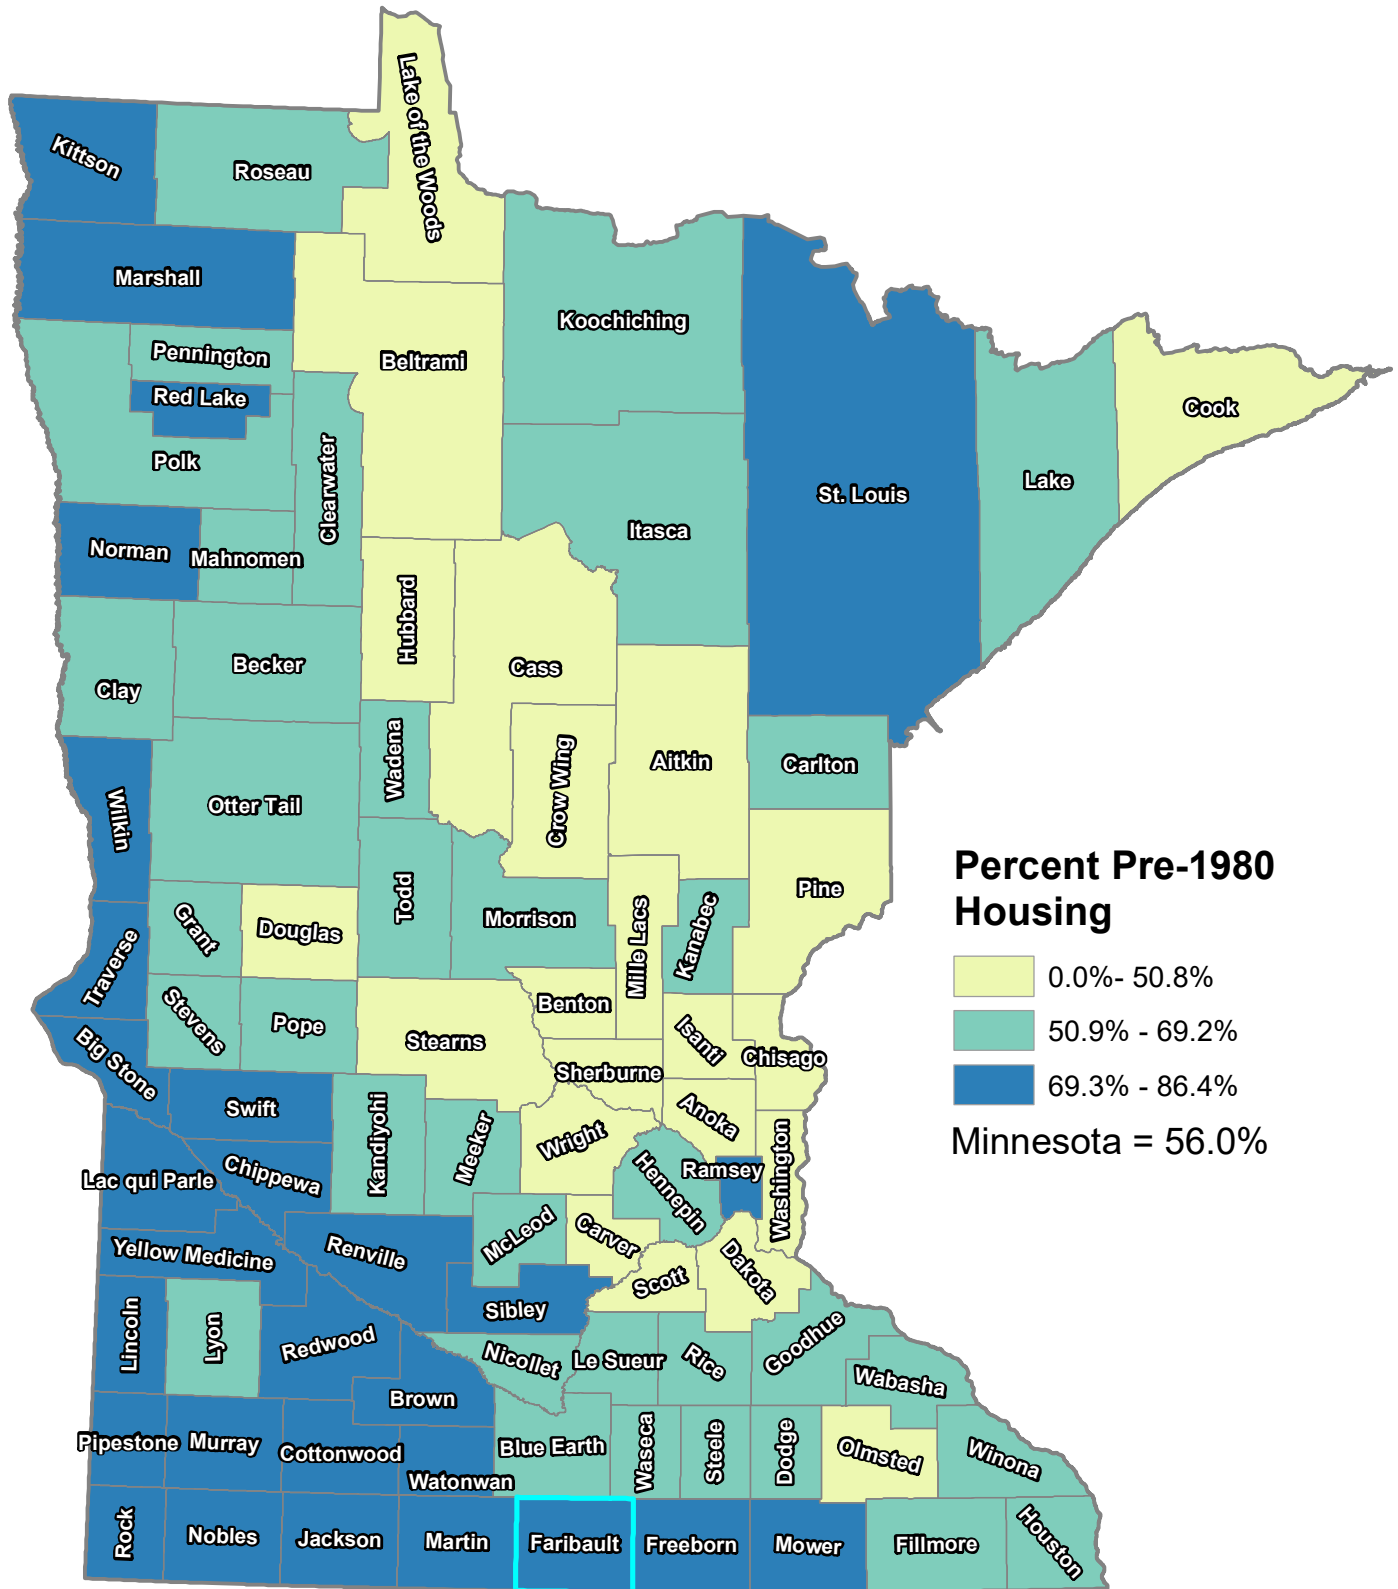 Lake of the Woods
Kittson
Roseau
Marshall
Koochiching
Pennington
Beltrami
Red Lake
Cook
Polk
Clearwater
Lake
St. Louis
Itasca
Norman
Mahnomen
Hubbard
Becker
Cass
Clay
Wadena
Crow Wing
Aitkin
Carlton
Otter Tail
Wilkin
Percent Pre-1980
Housing
Pine
Todd
Morrison
Grant
Douglas
Mille Lacs
Kanabec
Traverse
0.0%- 50.8%
Benton
Stevens
Pope
50.9% - 69.2%
Stearns
Isanti
Chisago
Big Stone
Sherburne
69.3% - 86.4%
Swift
Anoka
Minnesota = 56.0%
Kandiyohi
Meeker
Wright
Washington
Lac qui Parle
Chippewa
Ramsey
Hennepin
McLeod
Carver
Yellow Medicine
Renville
Dakota
Scott
Sibley
Lincoln
Lyon
Redwood
Goodhue
Nicollet
Le Sueur
Rice
Wabasha
Brown
Pipestone
Murray
Cottonwood
Blue Earth
Waseca
Steele
Dodge
Olmsted
Winona
Watonwan
Rock
Nobles
Jackson
Martin
Faribault
Freeborn
Mower
Fillmore
Houston